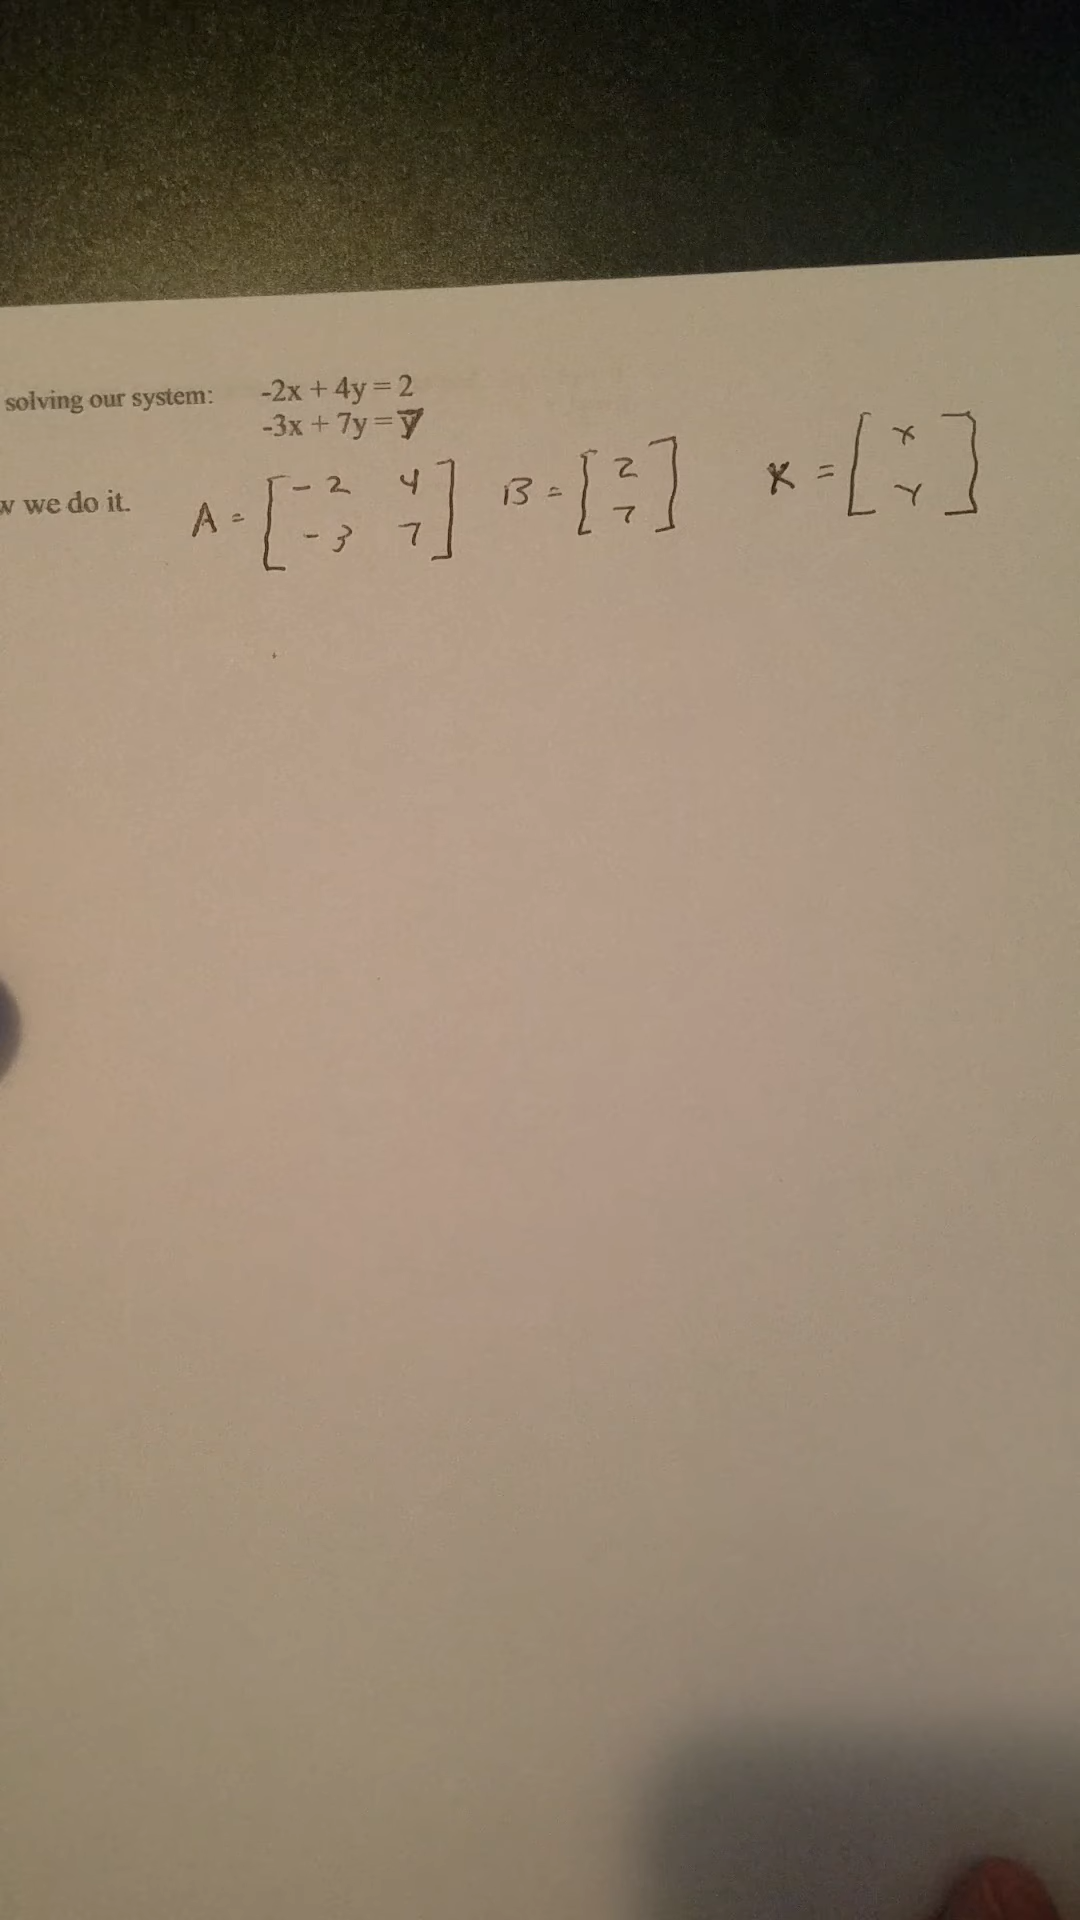 solving our system: -2x + 4y = 2
-3x + 7y = 7
w we do it.
A = [ -2 4
-3 7 ] B = [ 2
7 ] X = [ x
y ]